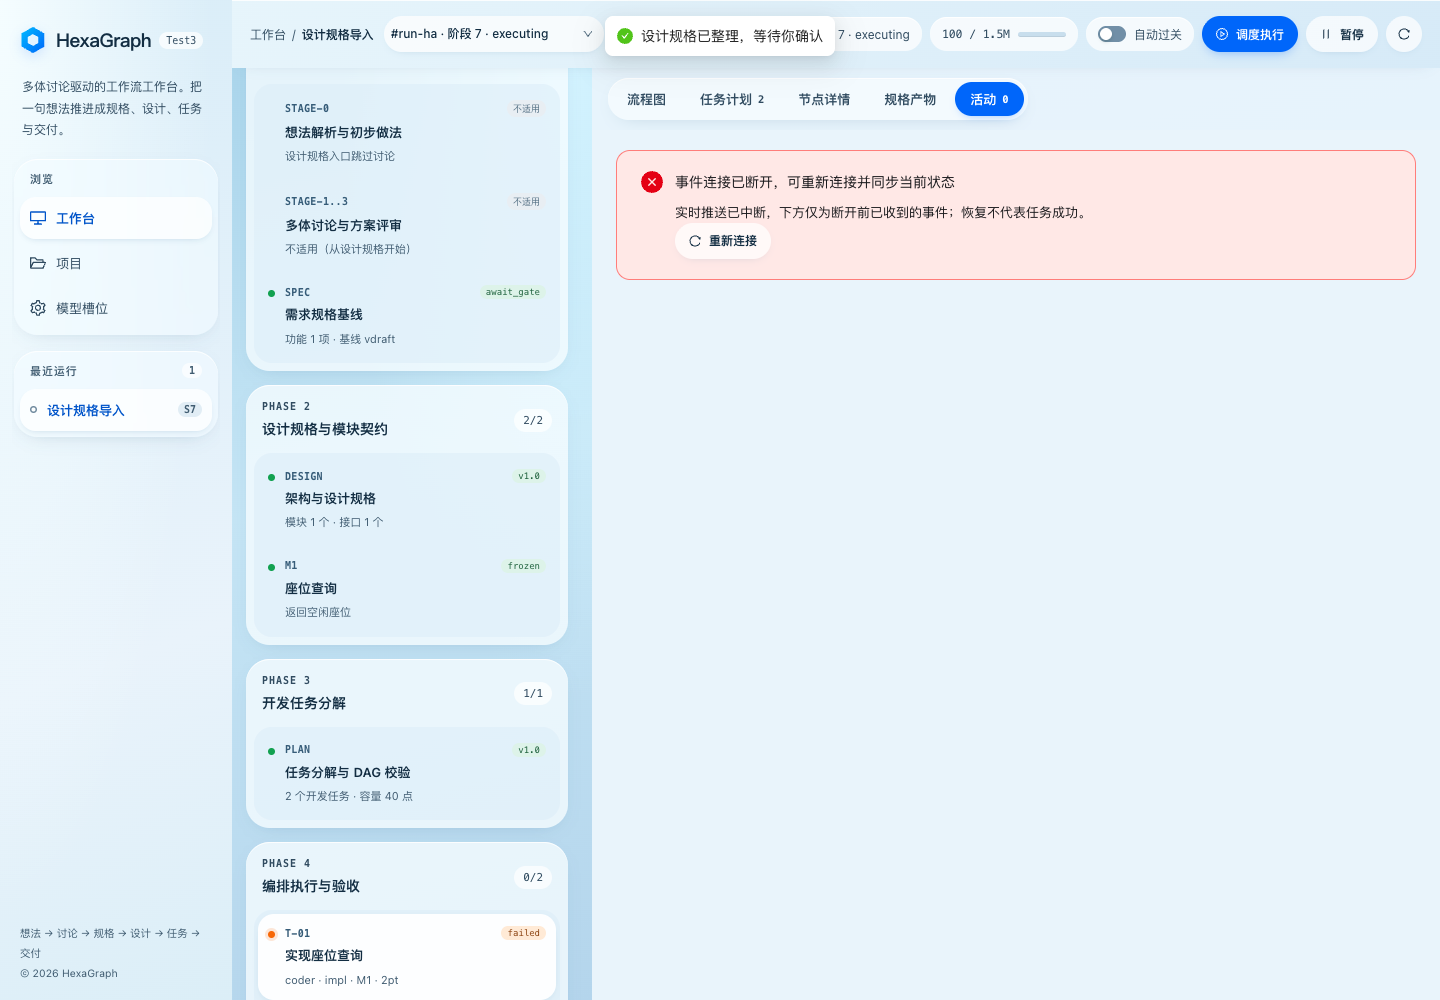 HexaGraph Test3
多体讨论驱动的工作流工作台。把
一句想法推进成规格、设计、任务
与交付。
浏览
工作台
项目
模型槽位
最近运行 1
设计规格导入 S7
想法 → 讨论 → 规格 → 设计 → 任务 →
交付
© 2026 HexaGraph
工作台 / 设计规格导入
#run-ha · 阶段 7 · executing
设计规格已整理，等待你确认
7 · executing
100 / 1.5M
自动过关
调度执行
暂停
STAGE-0 不适用
想法解析与初步做法
设计规格入口跳过讨论
STAGE-1..3 不适用
多体讨论与方案评审
不适用（从设计规格开始）
SPEC await_gate
需求规格基线
功能 1 项 · 基线 vdraft
PHASE 2
设计规格与模块契约
2/2
DESIGN v1.0
架构与设计规格
模块 1 个 · 接口 1 个
M1 frozen
座位查询
返回空闲座位
PHASE 3
开发任务分解
1/1
PLAN v1.0
任务分解与 DAG 校验
2 个开发任务 · 容量 40 点
PHASE 4
编排执行与验收
0/2
T-01 failed
实现座位查询
coder · impl · M1 · 2pt
流程图 任务计划 2 节点详情 规格产物 活动 0
事件连接已断开，可重新连接并同步当前状态
实时推送已中断，下方仅为断开前已收到的事件；恢复不代表任务成功。
重新连接